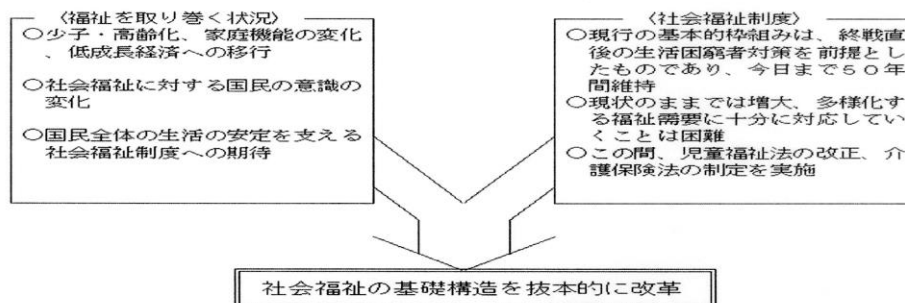 〈福祉を取り巻く状況〉
○少子・高齢化、家庭機能の変化
、低成長経済への移行
○社会福祉に対する国民の意識の
変化
○国民全体の生活の安定を支える
社会福祉制度への期待
〈社会福祉制度〉
○現行の基本的枠組みは、終戦直
後の生活困窮者対策を前提とし
たものであり、今日まで50年
間維持
○現状のままでは増大、多様化す
る福祉需要に十分に対応してい
くことは困難
○この間、児童福祉法の改正、介
護保険法の制定を実施
社会福祉の基礎構造を抜本的に改革